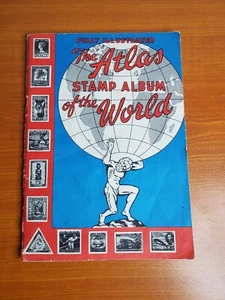 FULLY ILLUSTRATED
The Atlas
STAMP ALBUM
of the World